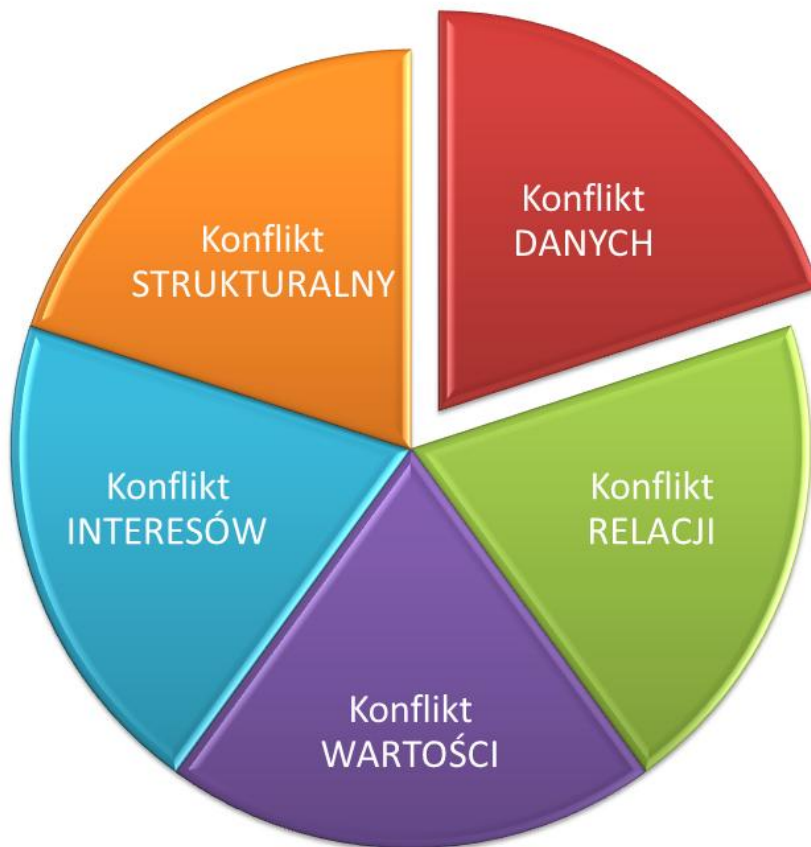 Konflikt
DANYCH
Konflikt
STRUKTURALNY
Konflikt
INTERESÓW
Konflikt
RELACJI
Konflikt
WARTOŚCI